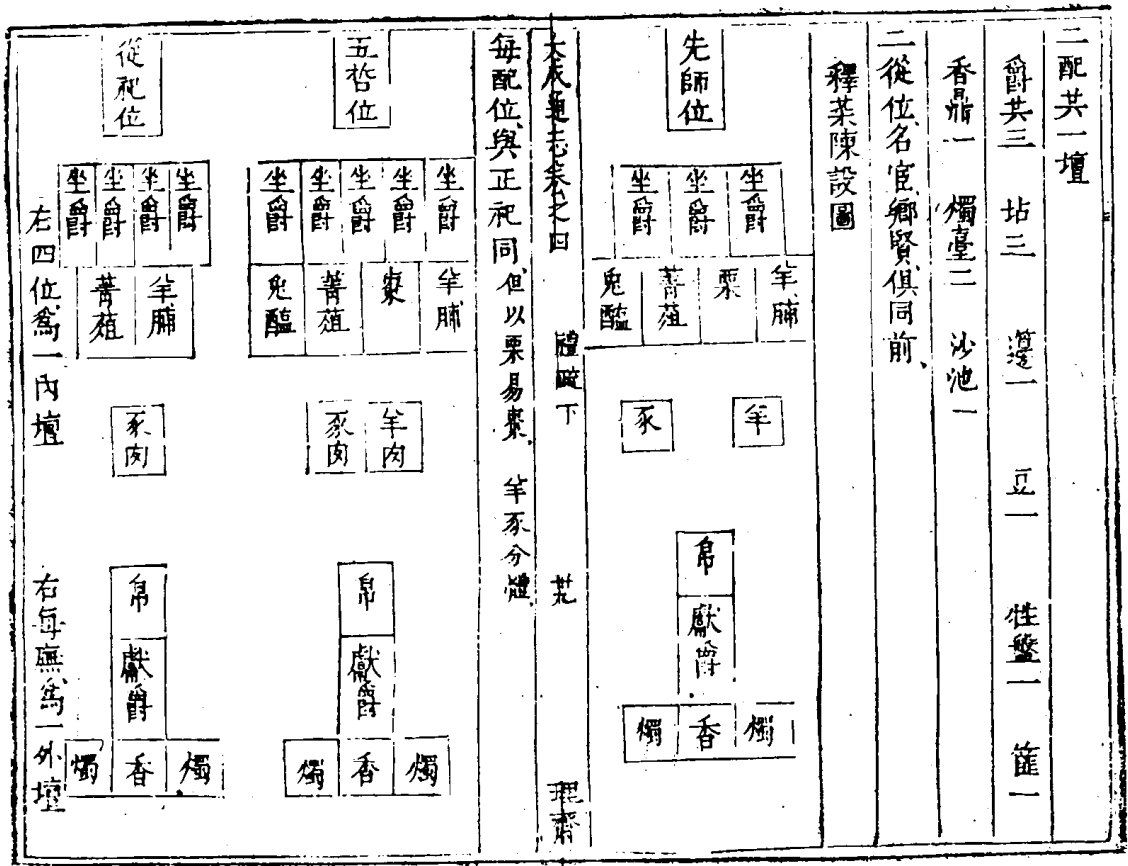 二配共一壇
爵共三 坫三 籩一 豆一 牲盤一 篚一
香鼎一 燭臺二 沙池一
二從位名宦鄉賢俱同前
釋菜陳設圖
先師位
坐爵 坐爵 坐爵
羊脯 栗 菁菹 兎醢
羊 豕
帛
獻爵
燭 香 燭
大成通志卷之四 禮疏下 理齋
每配位與正祀同但以栗易棗 羊豕分體
五哲位
坐爵 坐爵 坐爵 坐爵 坐爵
羊脯 棗 菁菹 兎醢
羊肉 豕肉
帛
獻爵
燭 香 燭
從祀位
坐爵 坐爵 坐爵 坐爵
羊脯 菁菹
豕肉
帛
獻爵
燭 香 燭
右四位爲一內壇 右每廡爲一外壇